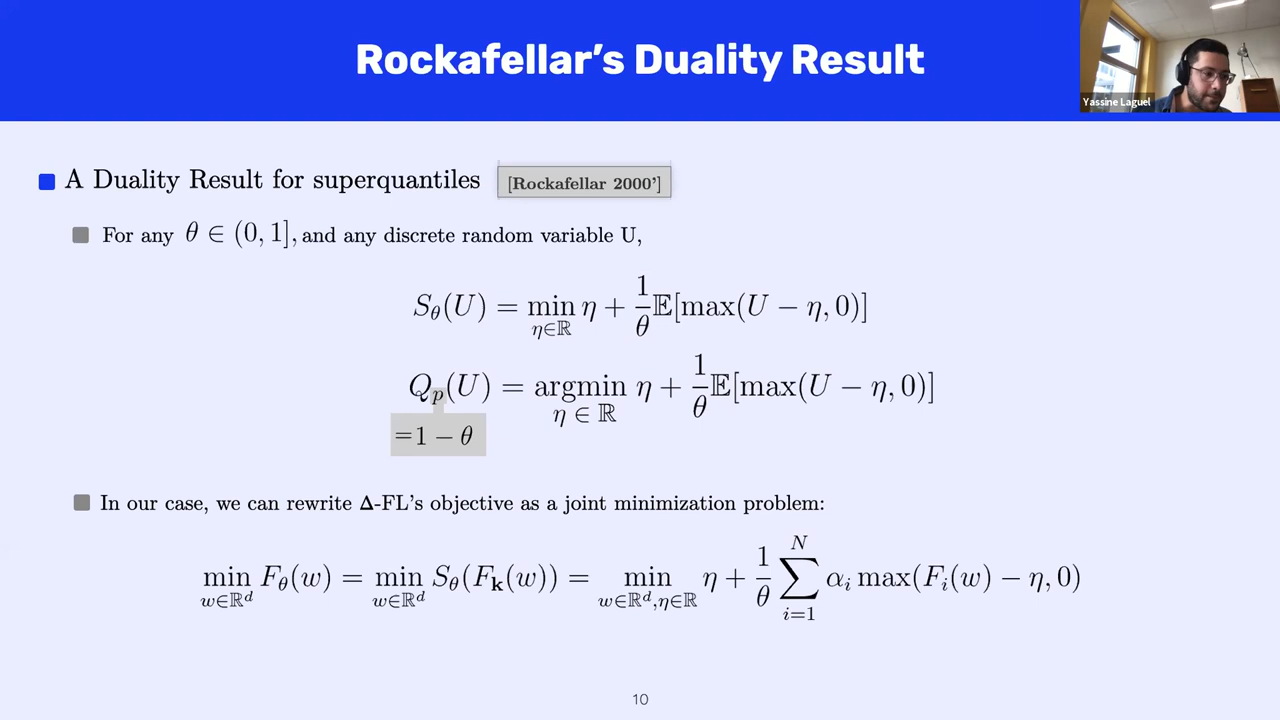 Rockafellar's Duality Result
Yassine Laguel
A Duality Result for superquantiles [Rockafellar 2000']
For any θ ∈ (0, 1], and any discrete random variable U,
S_θ(U) = min_{η∈ℝ} η + 1/θ 𝔼[max(U − η, 0)]
Q_p(U) = argmin_{η ∈ ℝ} η + 1/θ 𝔼[max(U − η, 0)]
=1 − θ
In our case, we can rewrite Δ-FL's objective as a joint minimization problem:
min_{w∈ℝ^d} F_θ(w) = min_{w∈ℝ^d} S_θ(F_𝐤(w)) = min_{w∈ℝ^d,η∈ℝ} η + 1/θ ∑_{i=1}^{N} α_i max(F_i(w) − η, 0)
10